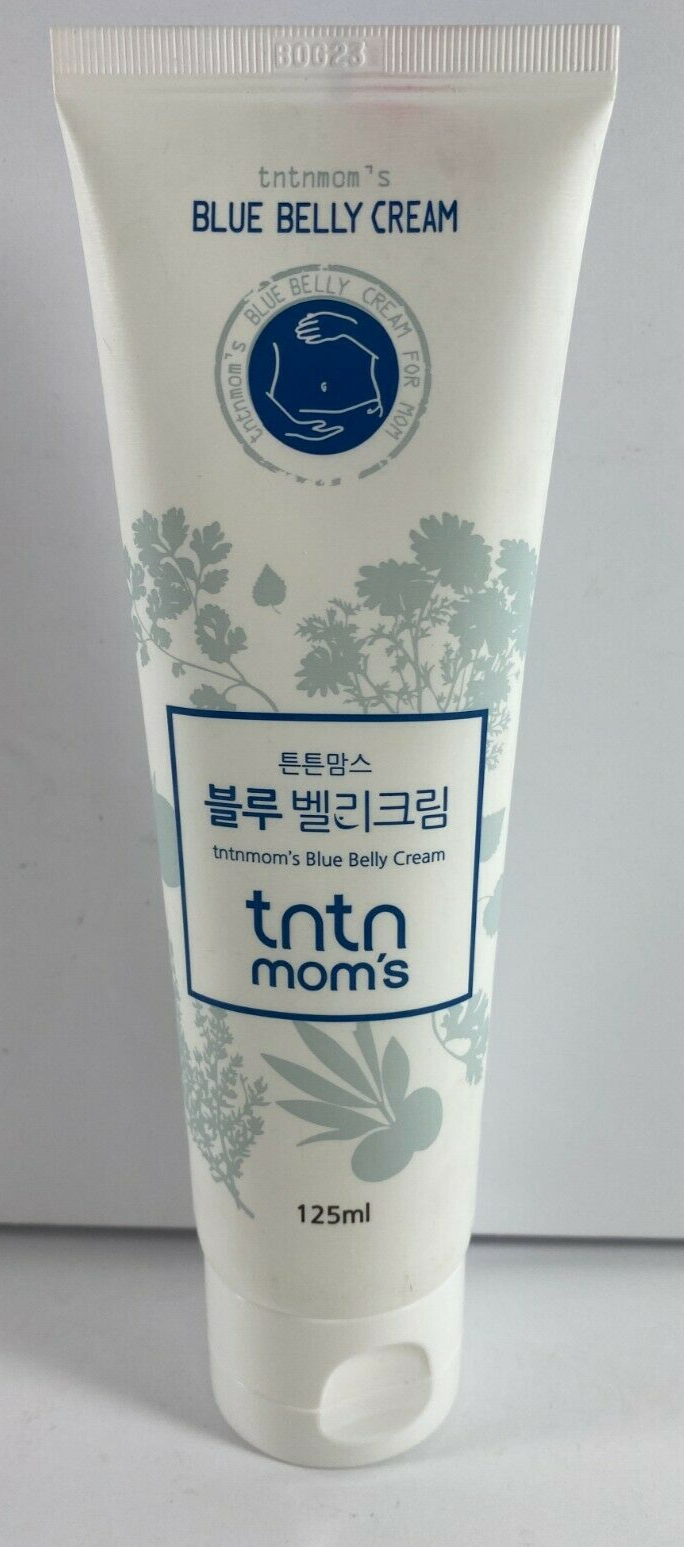 BOG23
tntnmom's
BLUE BELLY CREAM
tntnmom's BLUE BELLY CREAM FOR MOM
튼튼맘스
블루 벨리크림
tntnmom's Blue Belly Cream
tntn
mom's
125ml